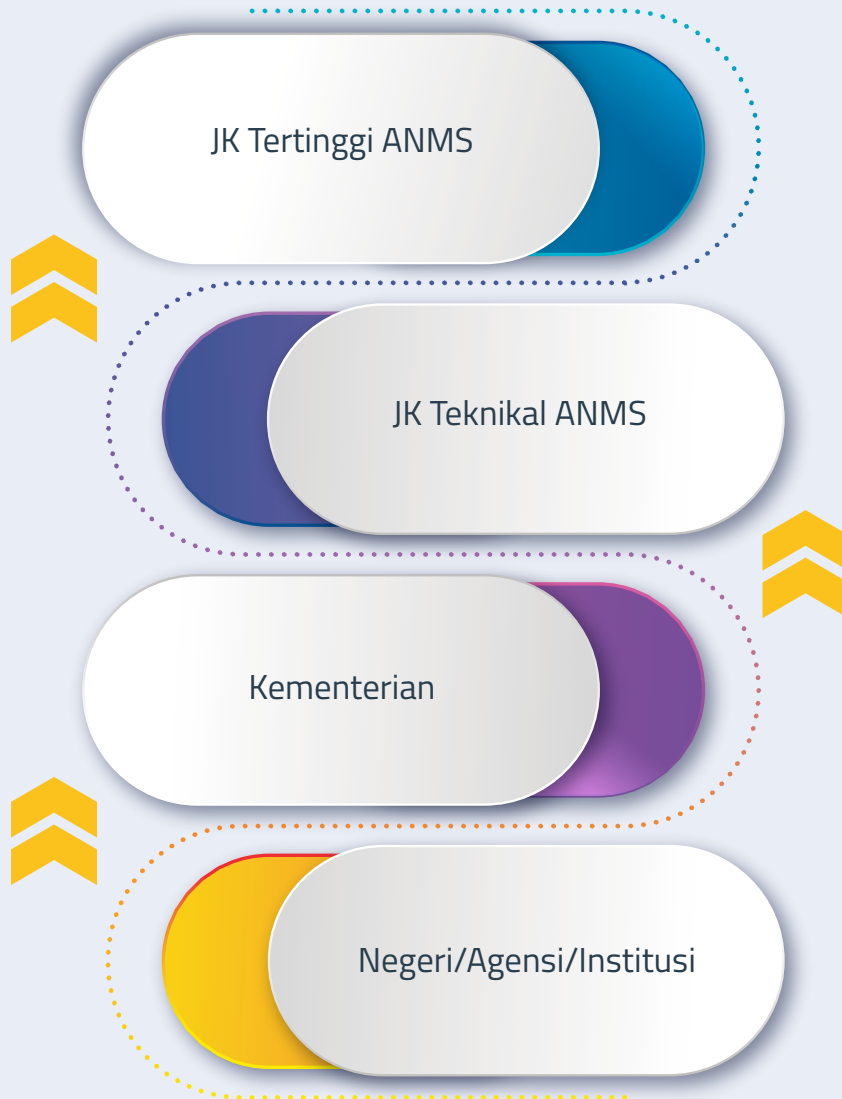 JK Tertinggi ANMS
JK Teknikal ANMS
Kementerian
Negeri/Agensi/Institusi